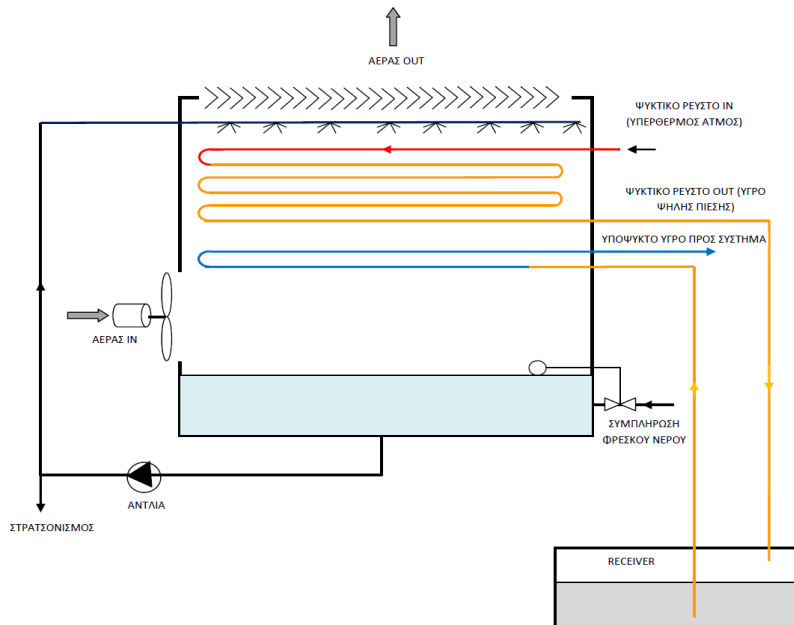 ΑΕΡΑΣ OUT
ΨΥΚΤΙΚΟ ΡΕΥΣΤΟ IN
(ΥΠΕΡΘΕΡΜΟΣ ΑΤΜΟΣ)
ΨΥΚΤΙΚΟ ΡΕΥΣΤΟ OUT (ΥΓΡΟ
ΨΗΛΗΣ ΠΙΕΣΗΣ)
ΥΠΟΨΥΚΤΟ ΥΓΡΟ ΠΡΟΣ ΣΥΣΤΗΜΑ
ΑΕΡΑΣ IN
ΣΥΜΠΛΗΡΩΣΗ
ΦΡΕΣΚΟΥ ΝΕΡΟΥ
ΑΝΤΛΙΑ
ΣΤΡΑΤΣΟΝΙΣΜΟΣ
RECEIVER